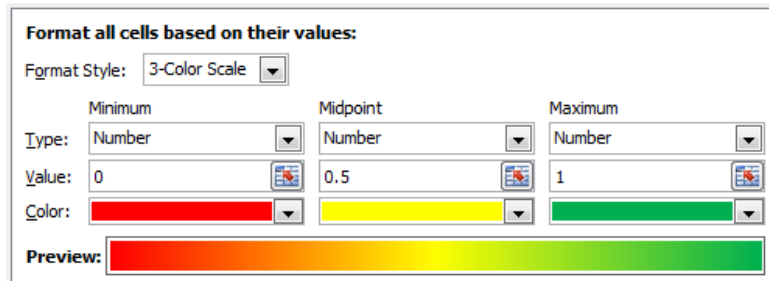 Format all cells based on their values:
Format Style: 3-Color Scale
Minimum Midpoint Maximum
Type: Number Number Number
Value: 0 0.5 1
Color:
Preview: